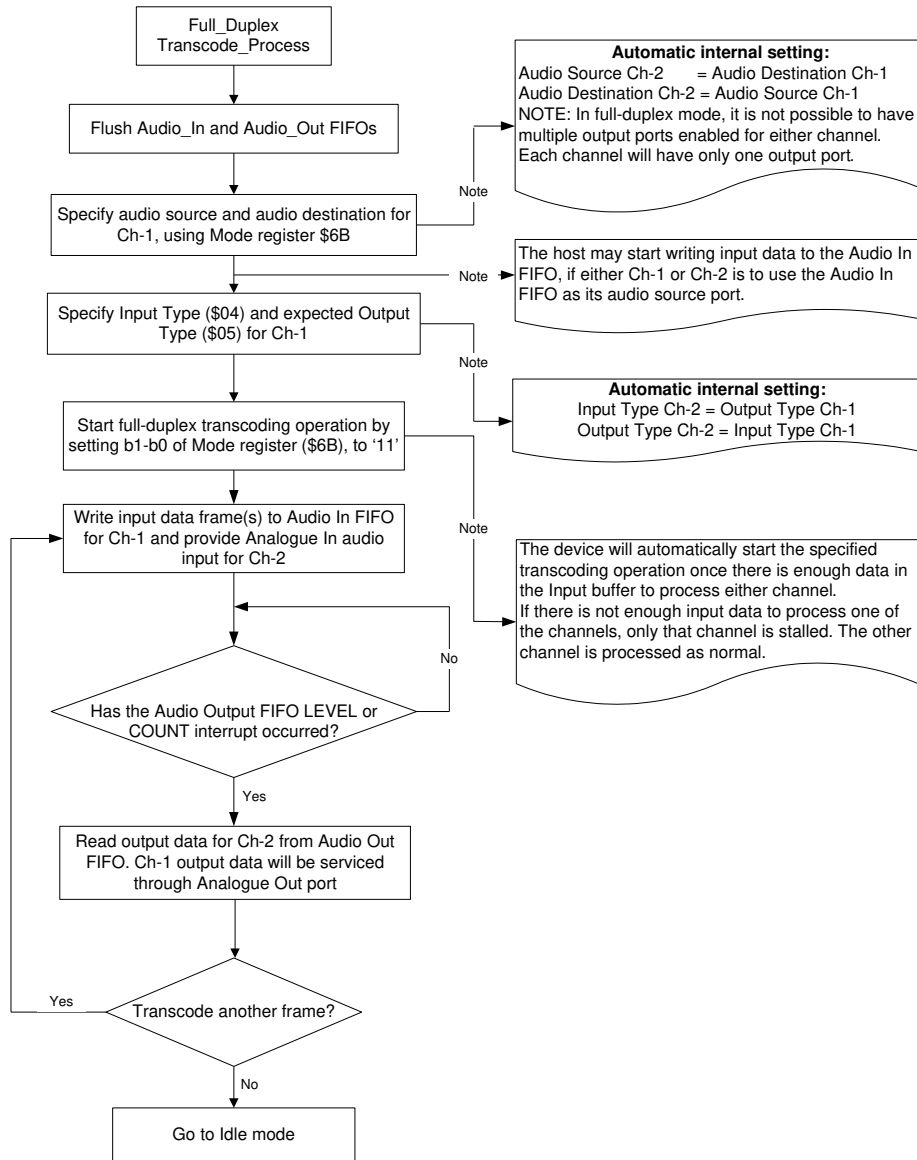 Full_Duplex
Transcode_Process
Flush Audio_In and Audio_Out FIFOs
Specify audio source and audio destination for
Ch-1, using Mode register $6B
Note
Automatic internal setting:
Audio Source Ch-2 = Audio Destination Ch-1
Audio Destination Ch-2 = Audio Source Ch-1
NOTE: In full-duplex mode, it is not possible to have
multiple output ports enabled for either channel.
Each channel will have only one output port.
Note
The host may start writing input data to the Audio In
FIFO, if either Ch-1 or Ch-2 is to use the Audio In
FIFO as its audio source port.
Specify Input Type ($04) and expected Output
Type ($05) for Ch-1
Note
Automatic internal setting:
Input Type Ch-2 = Output Type Ch-1
Output Type Ch-2 = Input Type Ch-1
Start full-duplex transcoding operation by
setting b1-b0 of Mode register ($6B), to ‘11’
Note
The device will automatically start the specified
transcoding operation once there is enough data in
the Input buffer to process either channel.
If there is not enough input data to process one of
the channels, only that channel is stalled. The other
channel is processed as normal.
Write input data frame(s) to Audio In FIFO
for Ch-1 and provide Analogue In audio
input for Ch-2
No
Has the Audio Output FIFO LEVEL or
COUNT interrupt occurred?
Yes
Read output data for Ch-2 from Audio Out
FIFO. Ch-1 output data will be serviced
through Analogue Out port
Yes
Transcode another frame?
No
Go to Idle mode